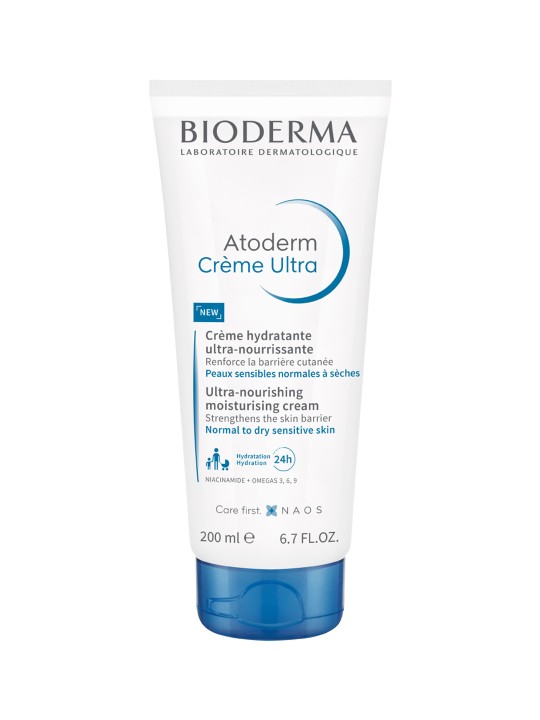 BIODERMA
LABORATOIRE DERMATOLOGIQUE
Atoderm
Crème Ultra
NEW
Crème hydratante
ultra-nourrissante
Renforce la barrière cutanée
Peaux sensibles normales à sèches
Ultra-nourishing
moisturising cream
Strengthens the skin barrier
Normal to dry sensitive skin
Hydratation
Hydration
24h
NIACINAMIDE + OMEGAS 3, 6, 9
Care first. NAOS
200 ml ℮ 6.7 FL.OZ.